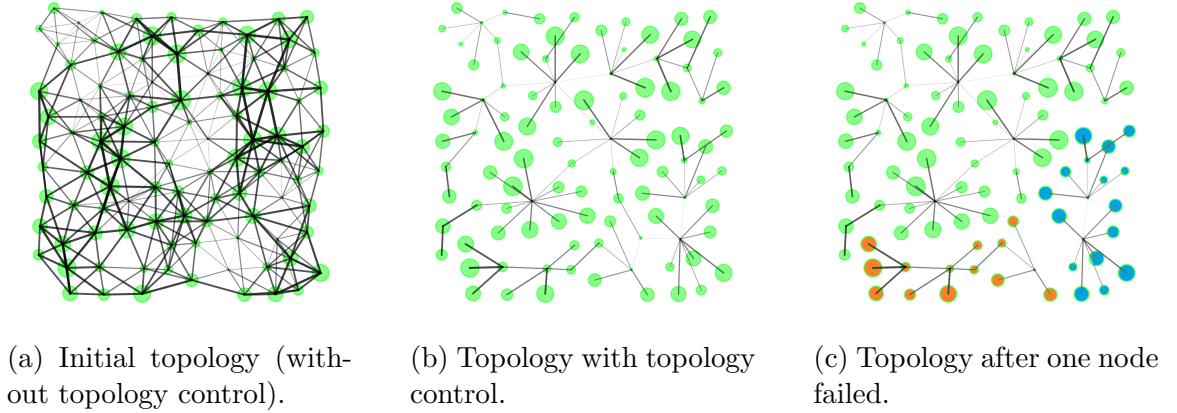 (a) Initial topology (with-
out topology control).
(b) Topology with topology
control.
(c) Topology after one node
failed.